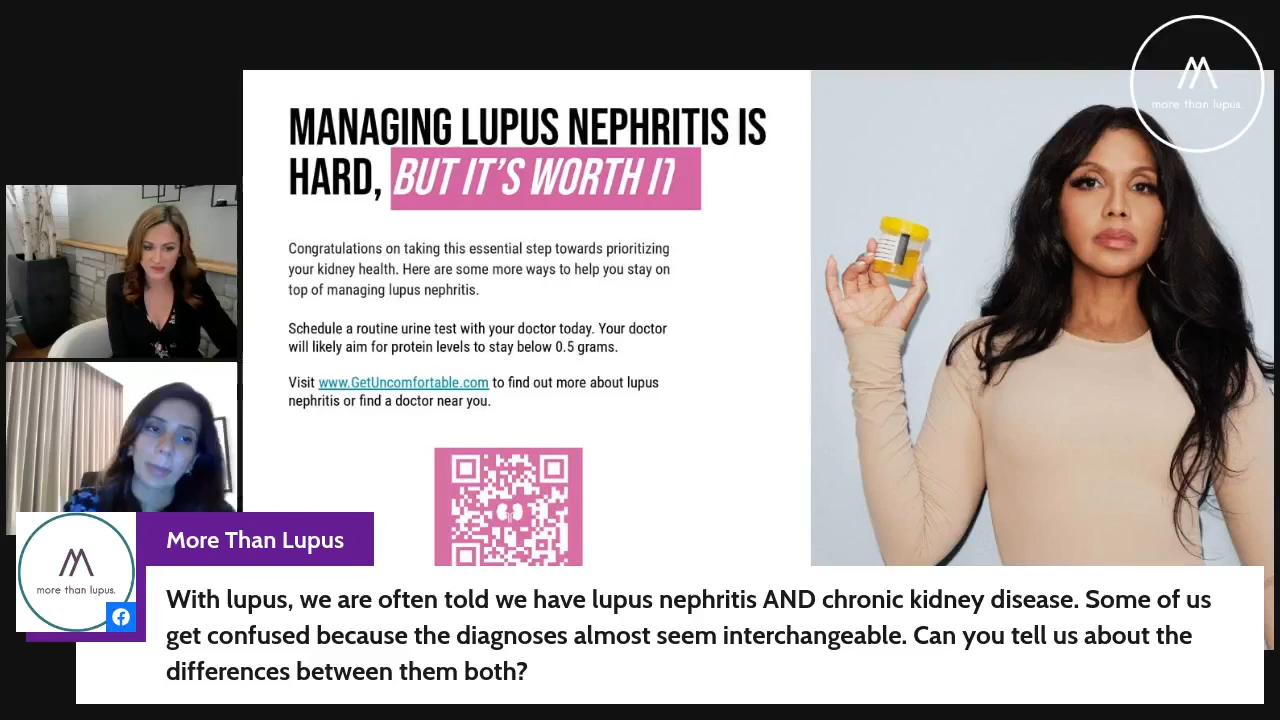 more than lupus.
MANAGING LUPUS NEPHRITIS IS
HARD, BUT IT'S WORTH IT
Congratulations on taking this essential step towards prioritizing
your kidney health. Here are some more ways to help you stay on
top of managing lupus nephritis.
Schedule a routine urine test with your doctor today. Your doctor
will likely aim for protein levels to stay below 0.5 grams.
Visit www.GetUncomfortable.com to find out more about lupus
nephritis or find a doctor near you.
More Than Lupus
more than lupus.
With lupus, we are often told we have lupus nephritis AND chronic kidney disease. Some of us
get confused because the diagnoses almost seem interchangeable. Can you tell us about the
differences between them both?